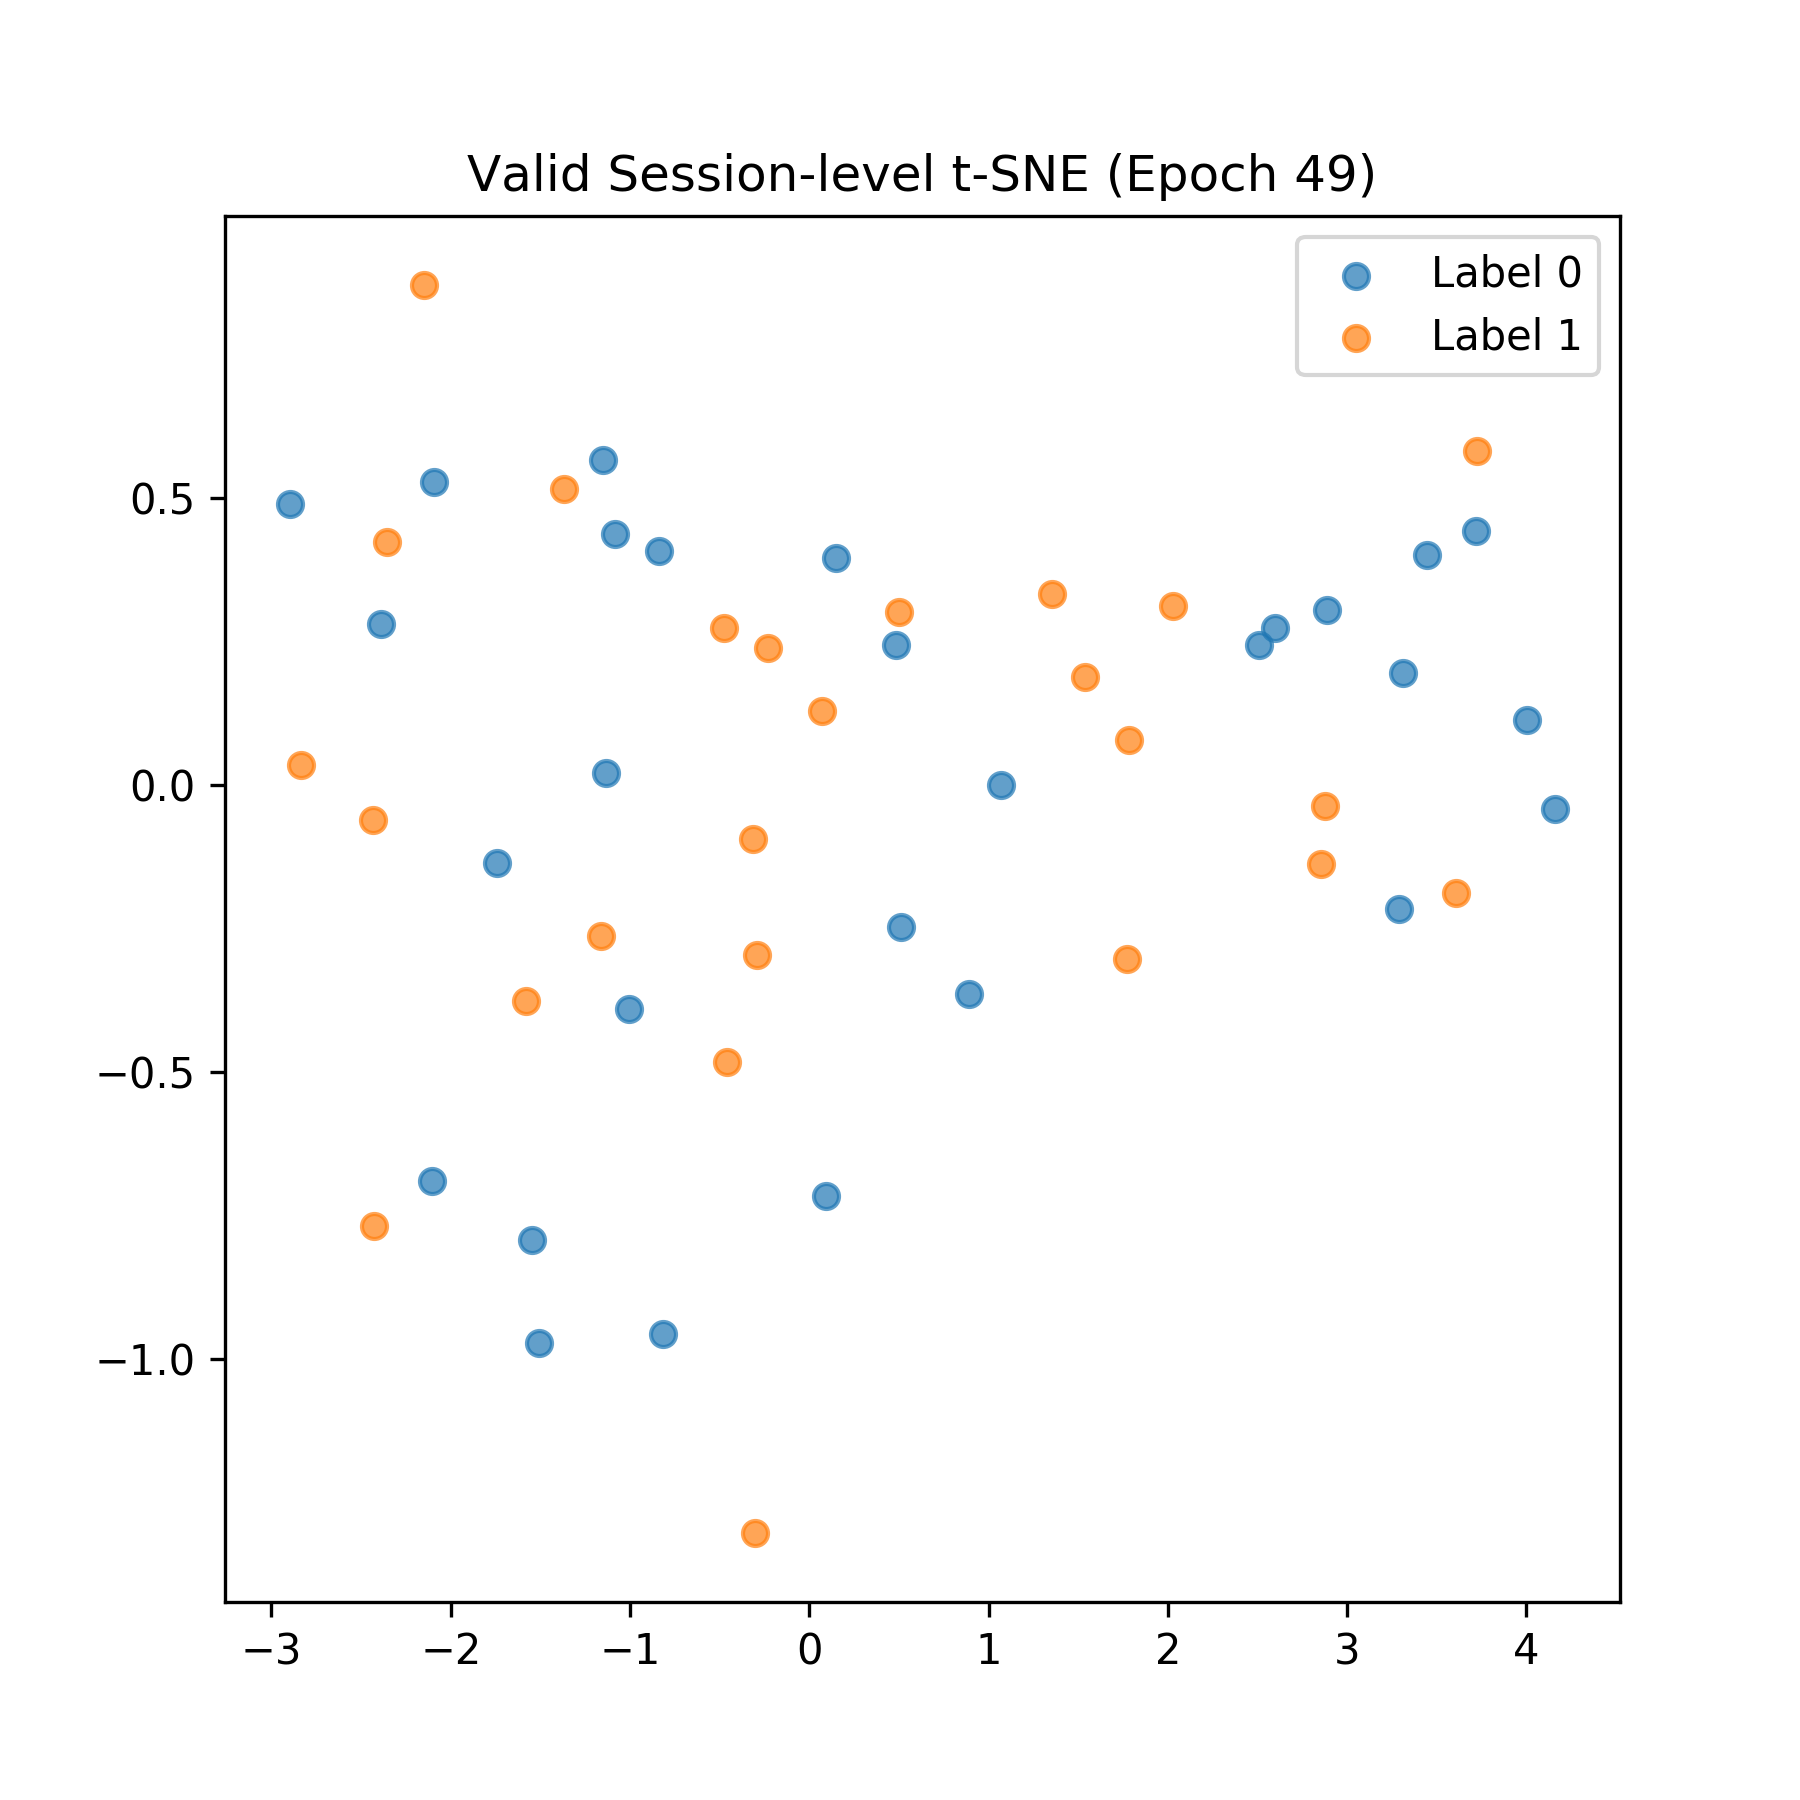 Valid Session-level t-SNE (Epoch 49)
Label 0
Label 1
0.5
0.0
−0.5
−1.0
−3 −2 −1 0 1 2 3 4